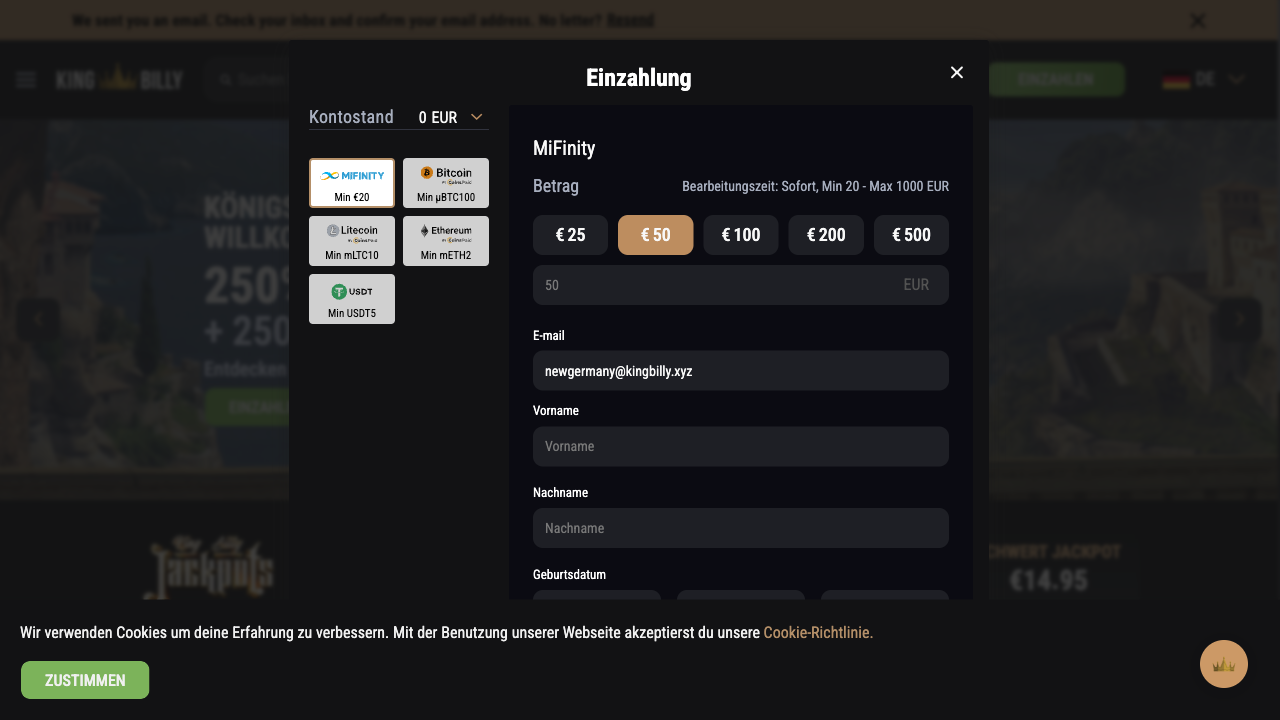 We sent you an email. Check your inbox and confirm your email address. No letter? Resend
KING BILLY
Suchen
EINZAHLEN
DE
Einzahlung
Kontostand 0 EUR
MIFINITY
Min €20
Bitcoin
Min µBTC100
Litecoin
Min mLTC10
Ethereum
Min mETH2
USDT
Min USDT5
MiFinity
Betrag
Bearbeitungszeit: Sofort, Min 20 - Max 1000 EUR
€ 25 € 50 € 100 € 200 € 500
50 EUR
E-mail
newgermany@kingbilly.xyz
Vorname
Vorname
Nachname
Nachname
Geburtsdatum
250%
+ 250
Entdecken
Jackpots
CHWERT JACKPOT
€14.95
Wir verwenden Cookies um deine Erfahrung zu verbessern. Mit der Benutzung unserer Webseite akzeptierst du unsere Cookie-Richtlinie.
ZUSTIMMEN